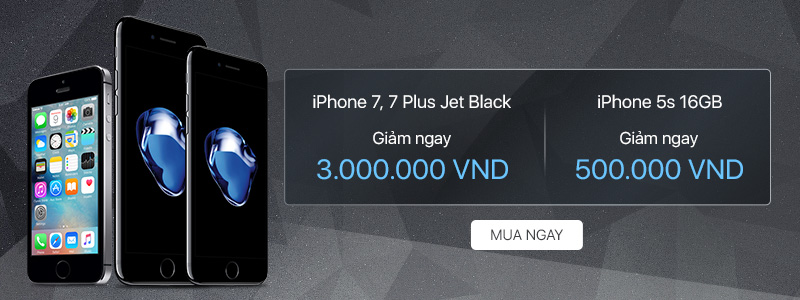 iPhone 7, 7 Plus Jet Black
Giảm ngay
3.000.000 VND
iPhone 5s 16GB
Giảm ngay
500.000 VND
MUA NGAY